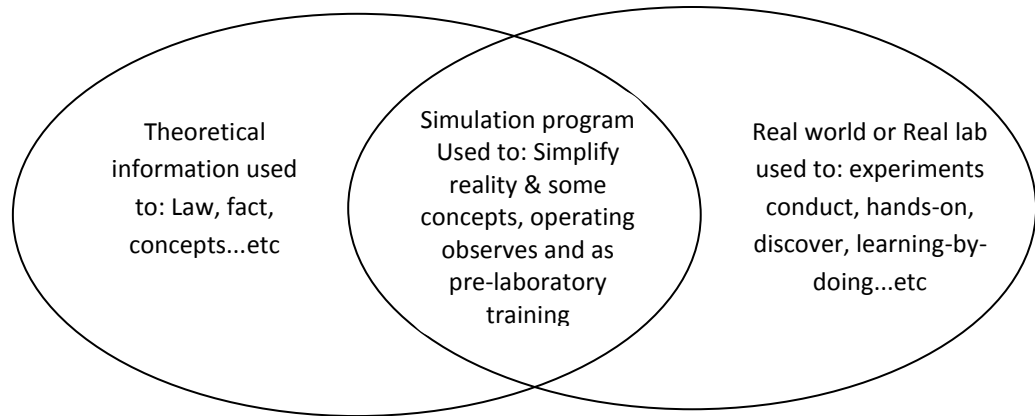 Theoretical
information used
to: Law, fact,
concepts...etc
Simulation program
Used to: Simplify
reality & some
concepts, operating
observes and as
pre-laboratory
training
Real world or Real lab
used to: experiments
conduct, hands-on,
discover, learning-by-
doing...etc